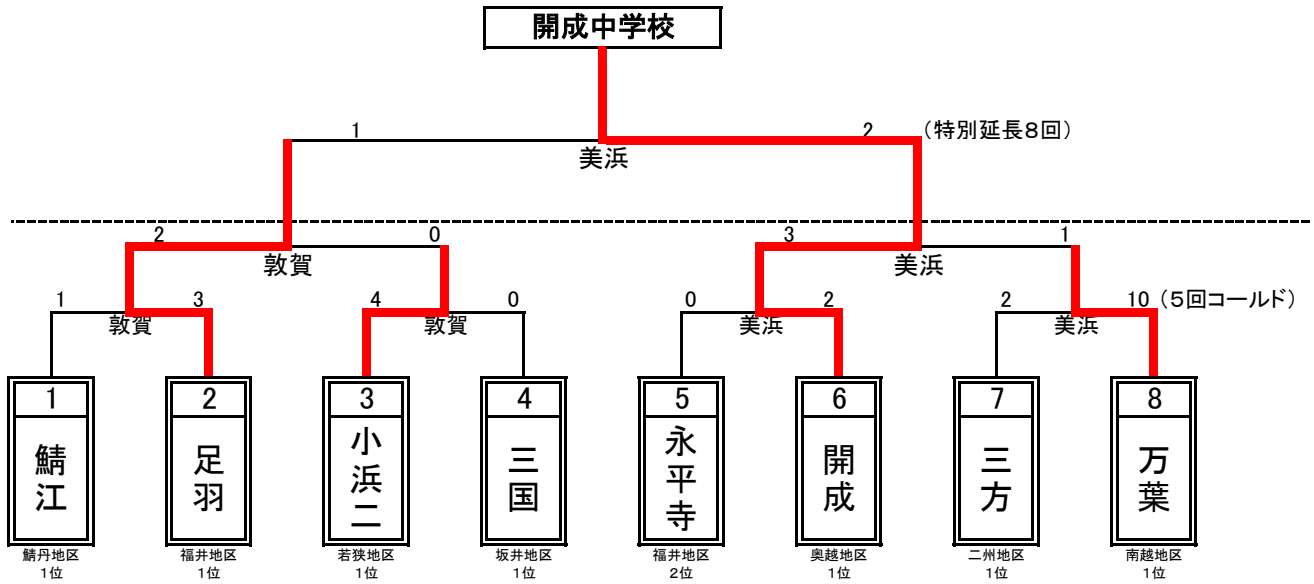 開成中学校
1 2 (特別延長8回)
美浜
2 0 3 1
敦賀 美浜
1 3 4 0 0 2 2 10 (5回コールド)
敦賀 敦賀 美浜 美浜
1 2 3 4 5 6 7 8
鯖江 足羽 小浜二 三国 永平寺 開成 三方 万葉
鯖丹地区 福井地区 若狭地区 坂井地区 福井地区 奥越地区 二州地区 南越地区
1位 1位 1位 1位 2位 1位 1位 1位